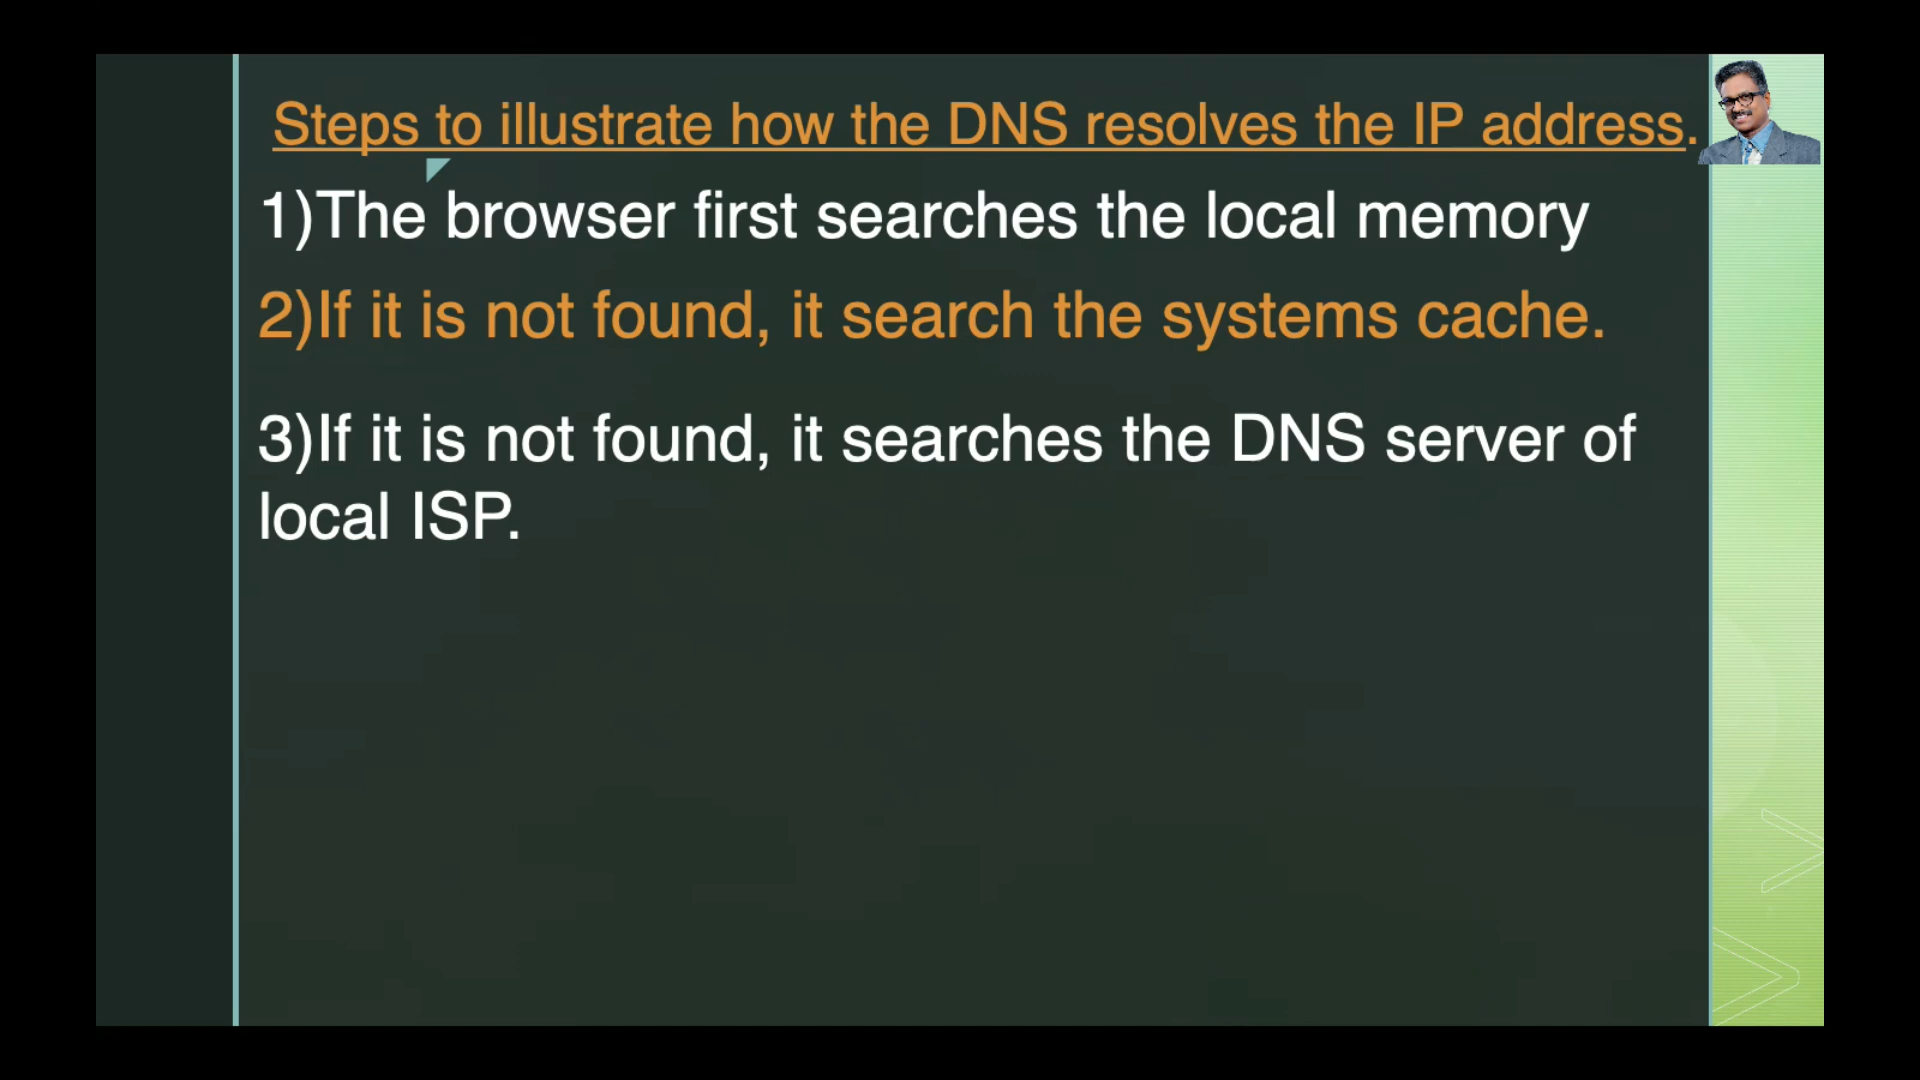 Steps to illustrate how the DNS resolves the IP address.
1)The browser first searches the local memory
2)If it is not found, it search the systems cache.
3)If it is not found, it searches the DNS server of
local ISP.